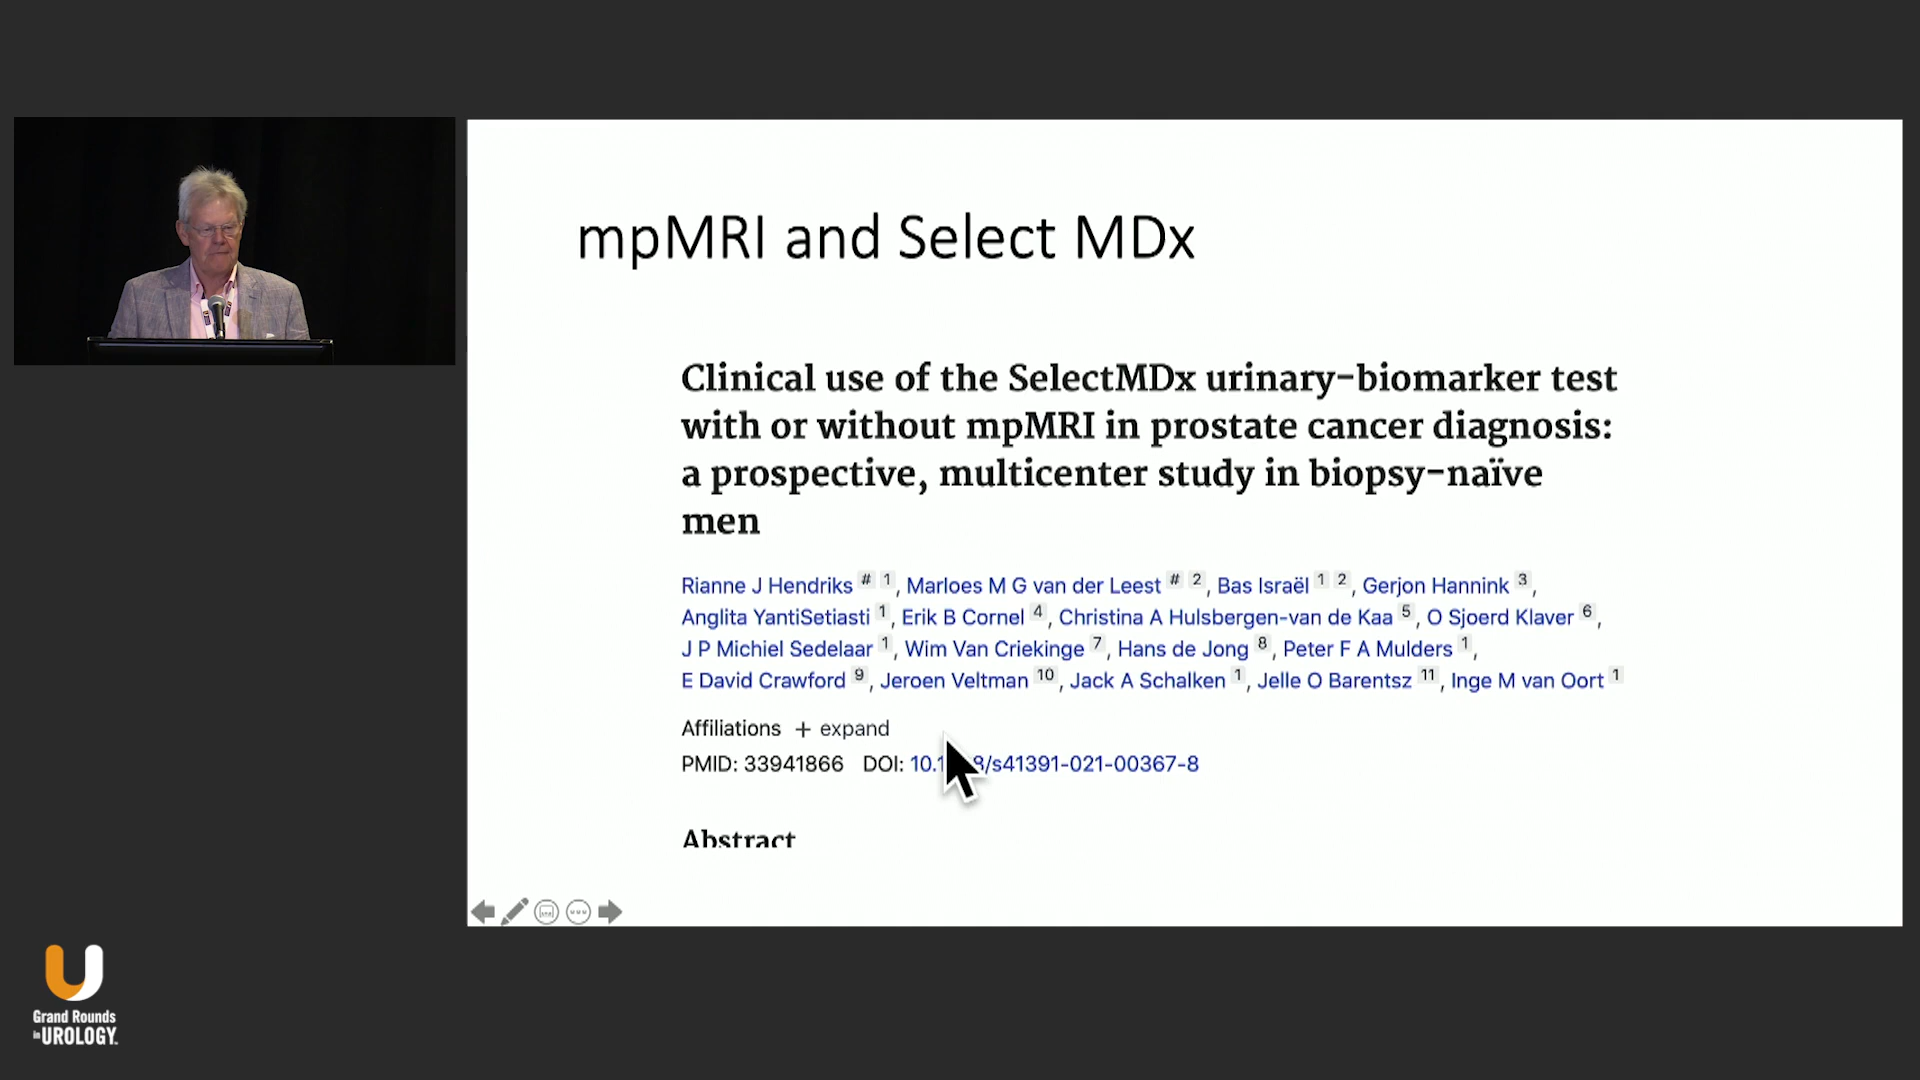 mpMRI and Select MDx
Clinical use of the SelectMDx urinary-biomarker test
with or without mpMRI in prostate cancer diagnosis:
a prospective, multicenter study in biopsy-naïve
men
Rianne J Hendriks # 1, Marloes M G van der Leest # 2, Bas Israël 1 2, Gerjon Hannink 3,
Anglita YantiSetiasti 1, Erik B Cornel 4, Christina A Hulsbergen-van de Kaa 5, O Sjoerd Klaver 6,
J P Michiel Sedelaar 1, Wim Van Criekinge 7, Hans de Jong 8, Peter F A Mulders 1,
E David Crawford 9, Jeroen Veltman 10, Jack A Schalken 1, Jelle O Barentsz 11, Inge M van Oort 1
Affiliations + expand
PMID: 33941866 DOI:
Abstract
Grand Rounds
in UROLOGY